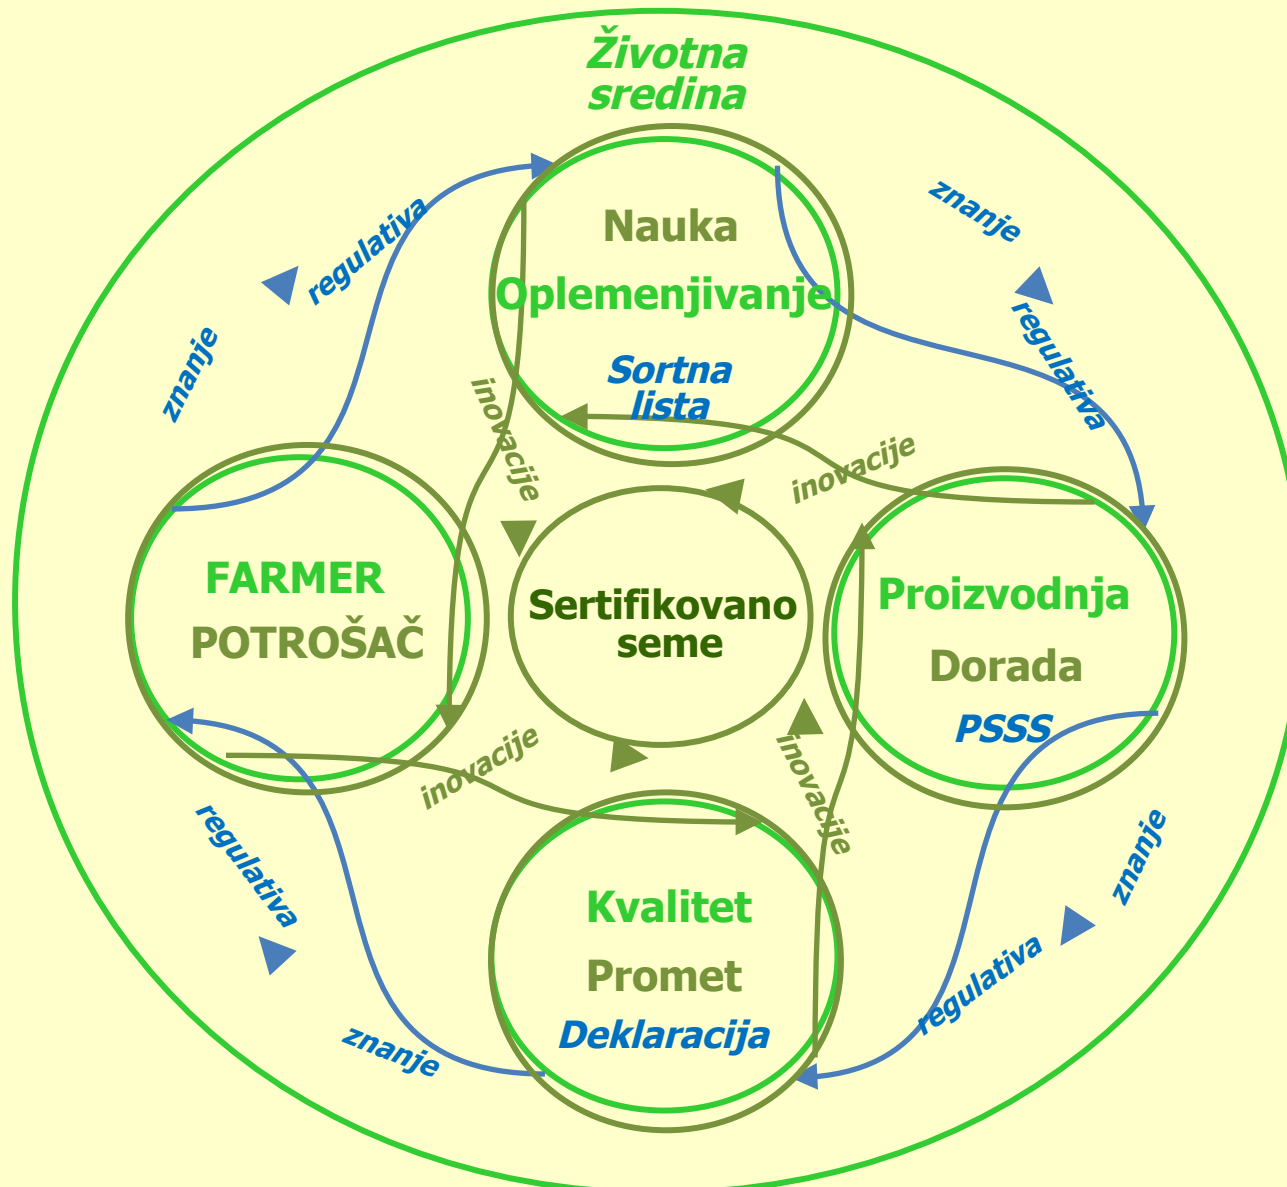 Životna
sredina
znanje
regulativa
Nauka
Oplemenjivanje
Sortna
lista
znanje
regulativa
inovacije
inovacije
FARMER
POTROŠAČ
Sertifikovano
seme
Proizvodnja
Dorada
PSSS
inovacije
inovacije
regulativa
znanje
Kvalitet
Promet
Deklaracija
znanje
regulativa